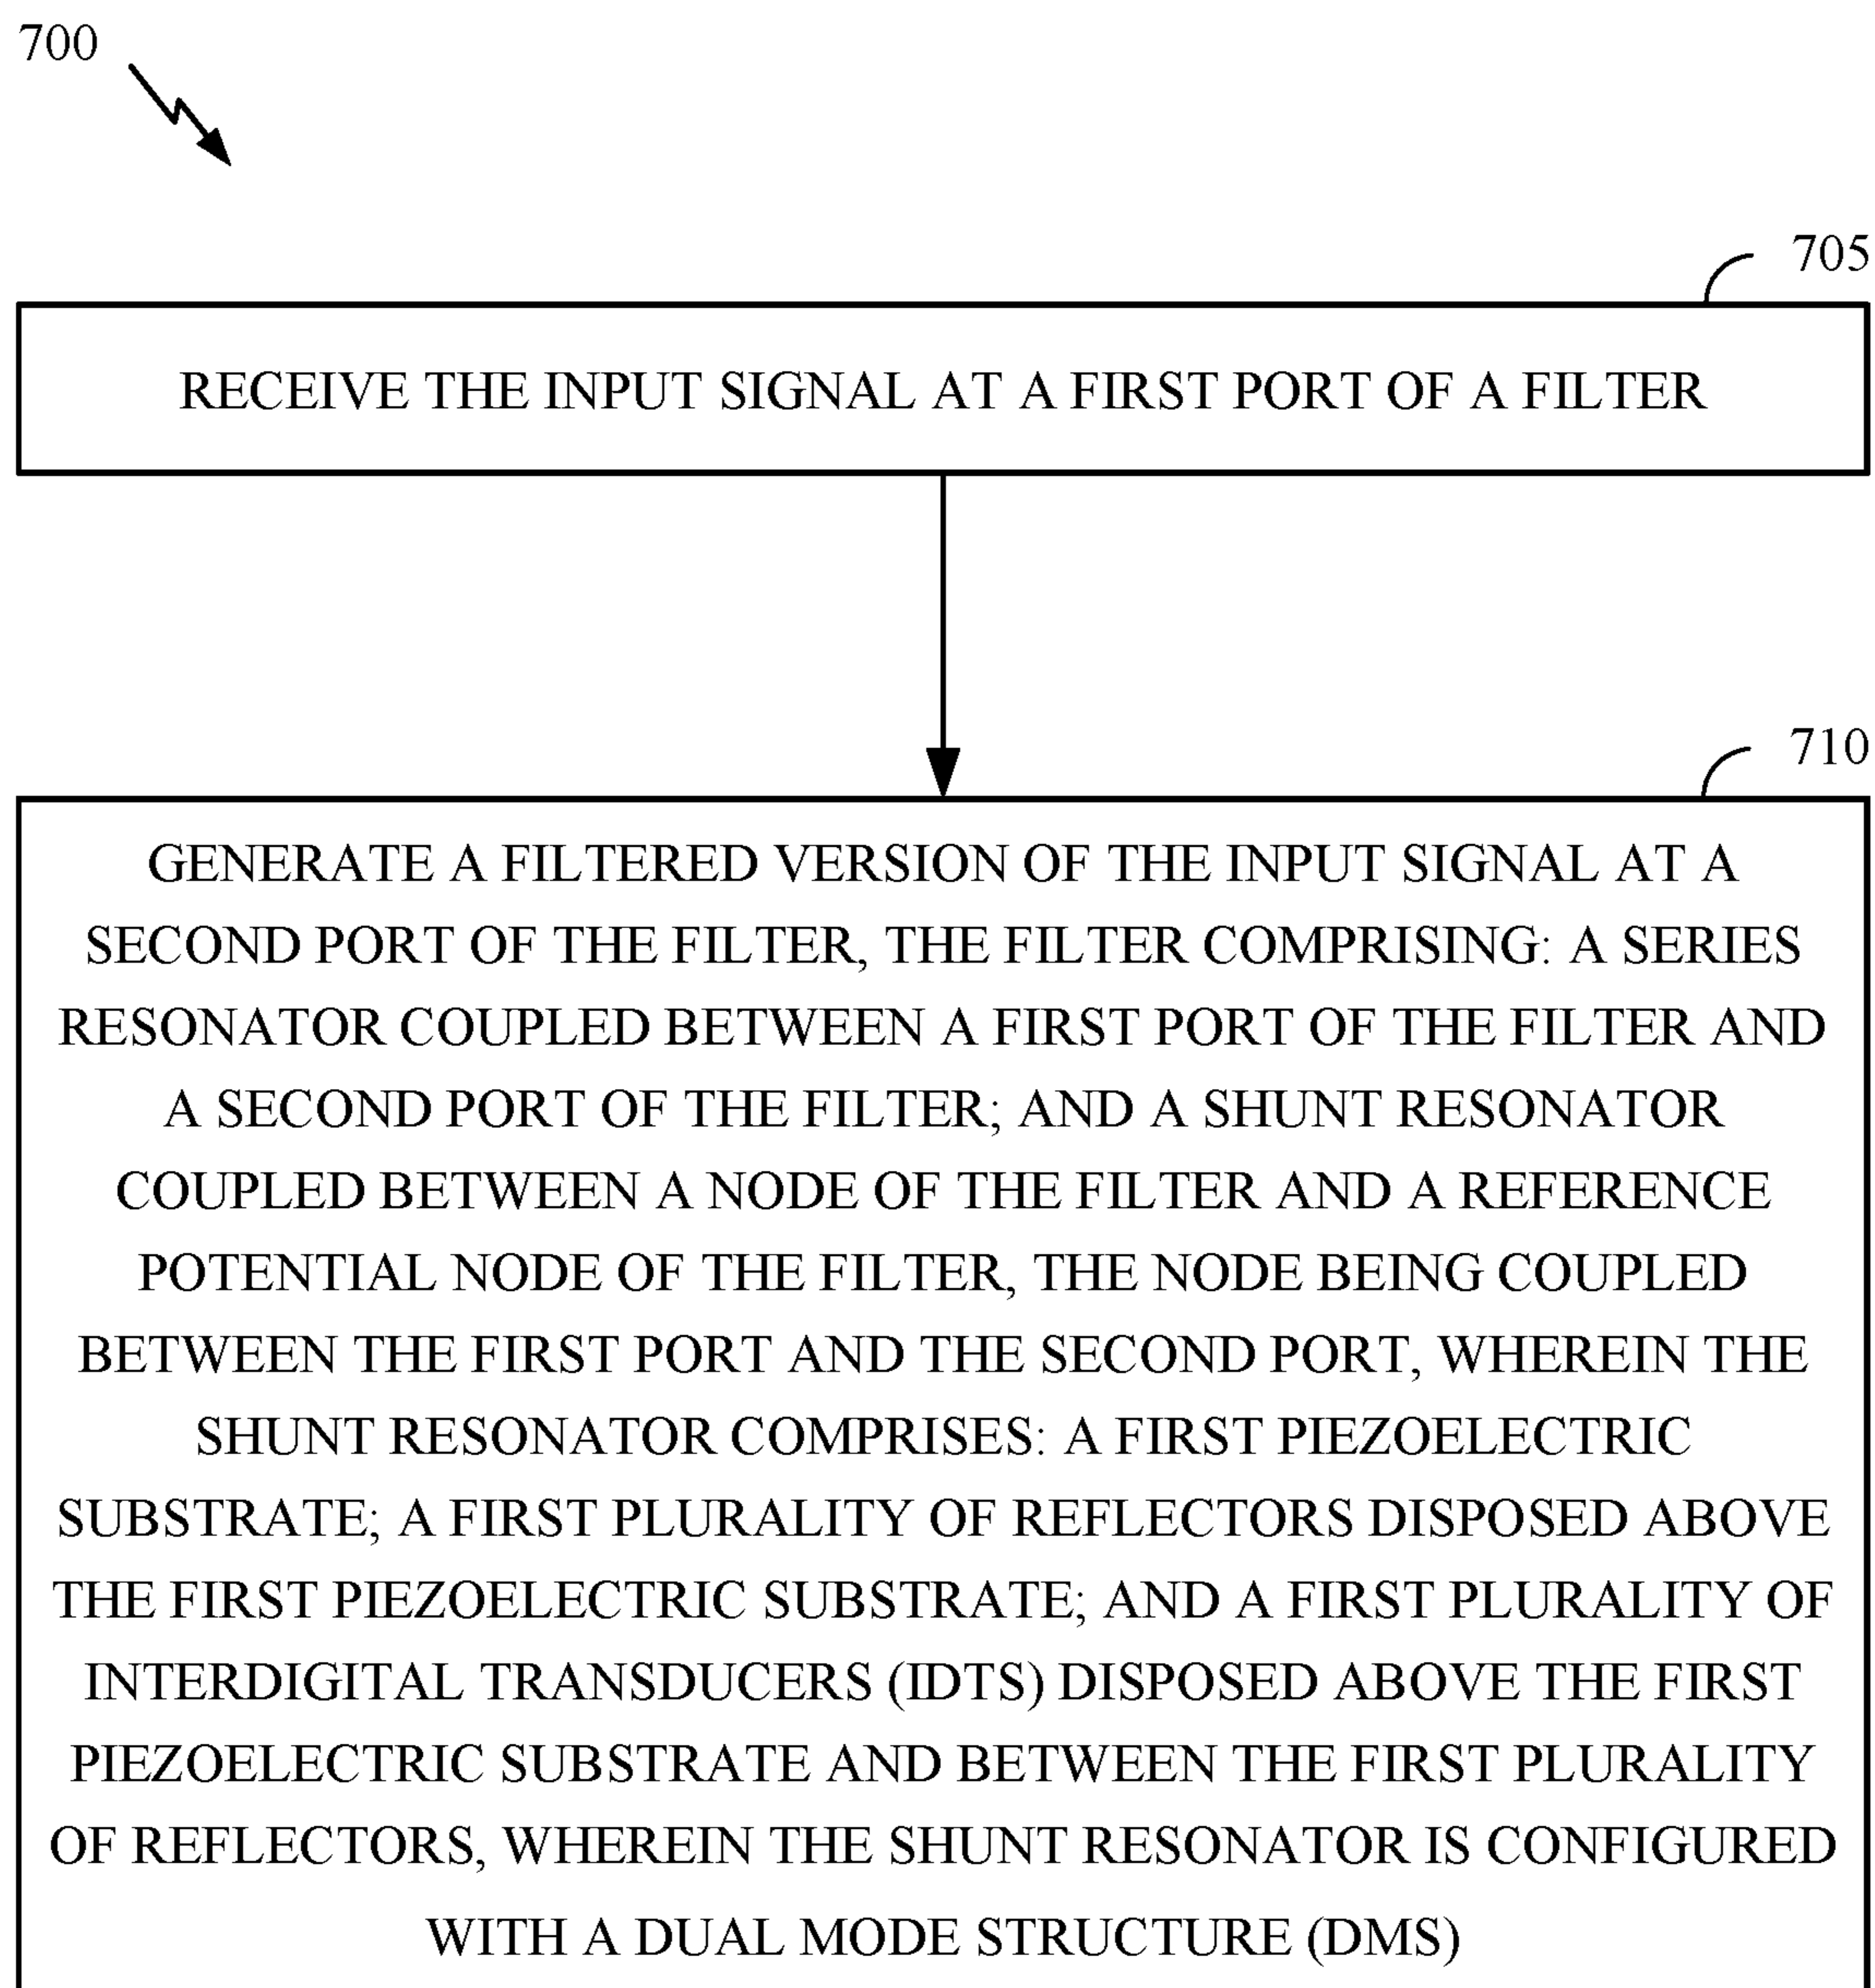 700
705
RECEIVE THE INPUT SIGNAL AT A FIRST PORT OF A FILTER
710
GENERATE A FILTERED VERSION OF THE INPUT SIGNAL AT A
SECOND PORT OF THE FILTER, THE FILTER COMPRISING: A SERIES
RESONATOR COUPLED BETWEEN A FIRST PORT OF THE FILTER AND
A SECOND PORT OF THE FILTER; AND A SHUNT RESONATOR
COUPLED BETWEEN A NODE OF THE FILTER AND A REFERENCE
POTENTIAL NODE OF THE FILTER, THE NODE BEING COUPLED
BETWEEN THE FIRST PORT AND THE SECOND PORT, WHEREIN THE
SHUNT RESONATOR COMPRISES: A FIRST PIEZOELECTRIC
SUBSTRATE; A FIRST PLURALITY OF REFLECTORS DISPOSED ABOVE
THE FIRST PIEZOELECTRIC SUBSTRATE; AND A FIRST PLURALITY OF
INTERDIGITAL TRANSDUCERS (IDTS) DISPOSED ABOVE THE FIRST
PIEZOELECTRIC SUBSTRATE AND BETWEEN THE FIRST PLURALITY
OF REFLECTORS, WHEREIN THE SHUNT RESONATOR IS CONFIGURED
WITH A DUAL MODE STRUCTURE (DMS)